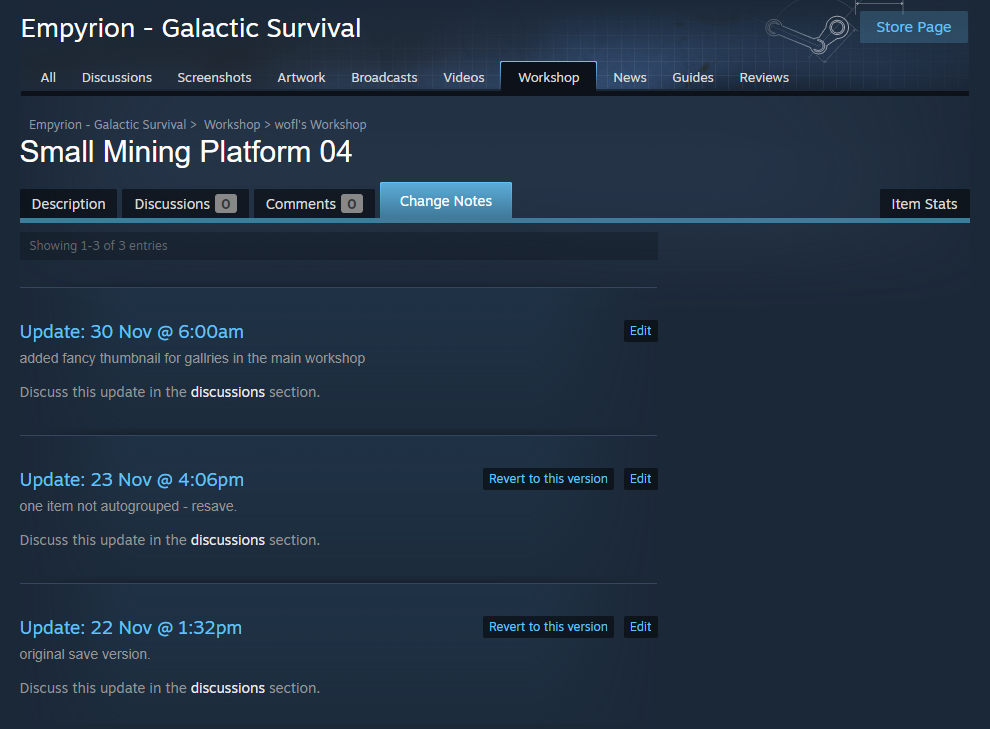 Empyrion - Galactic Survival
Store Page
All Discussions Screenshots Artwork Broadcasts Videos Workshop News Guides Reviews
Empyrion - Galactic Survival > Workshop > wofl's Workshop
Small Mining Platform 04
Description Discussions 0 Comments 0 Change Notes Item Stats
Showing 1-3 of 3 entries
Update: 30 Nov @ 6:00am Edit
added fancy thumbnail for gallries in the main workshop
Discuss this update in the discussions section.
Update: 23 Nov @ 4:06pm Revert to this version Edit
one item not autogrouped - resave.
Discuss this update in the discussions section.
Update: 22 Nov @ 1:32pm Revert to this version Edit
original save version.
Discuss this update in the discussions section.